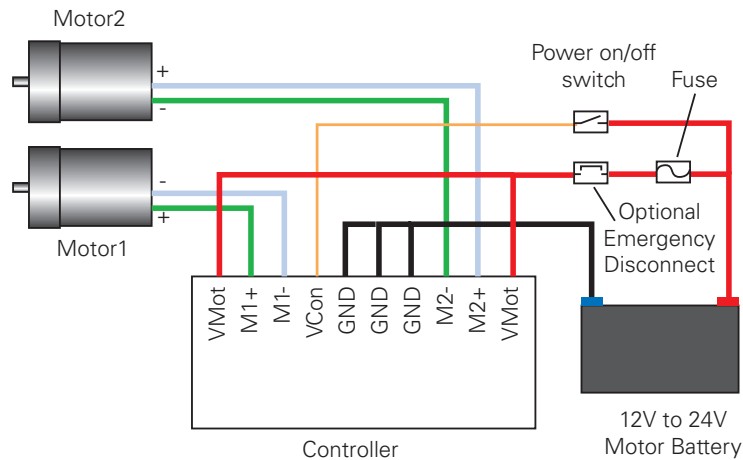 Motor2
+
-
Power on/off
switch
Fuse
-
+
Motor1
Optional
Emergency
Disconnect
VMot
M1+
M1-
VCon
GND
GND
GND
M2-
M2+
VMot
Controller
12V to 24V
Motor Battery